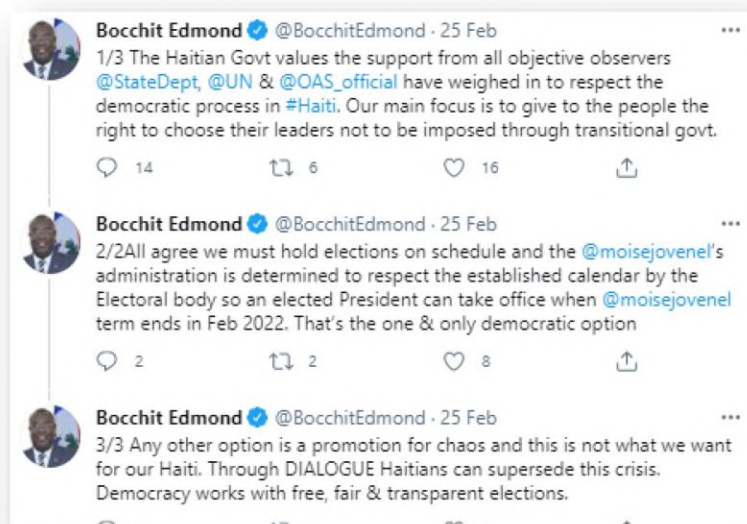 Bocchit Edmond @BocchitEdmond · 25 Feb
1/3 The Haitian Govt values the support from all objective observers
@StateDept, @UN & @OAS_official have weighed in to respect the
democratic process in #Haiti. Our main focus is to give to the people the
right to choose their leaders not to be imposed through transitional govt.
14 6 16
Bocchit Edmond @BocchitEdmond · 25 Feb
2/2All agree we must hold elections on schedule and the @moisejovenel's
administration is determined to respect the established calendar by the
Electoral body so an elected President can take office when @moisejovenel
term ends in Feb 2022. That's the one & only democratic option
2 2 8
Bocchit Edmond @BocchitEdmond · 25 Feb
3/3 Any other option is a promotion for chaos and this is not what we want
for our Haiti. Through DIALOGUE Haitians can supersede this crisis.
Democracy works with free, fair & transparent elections.